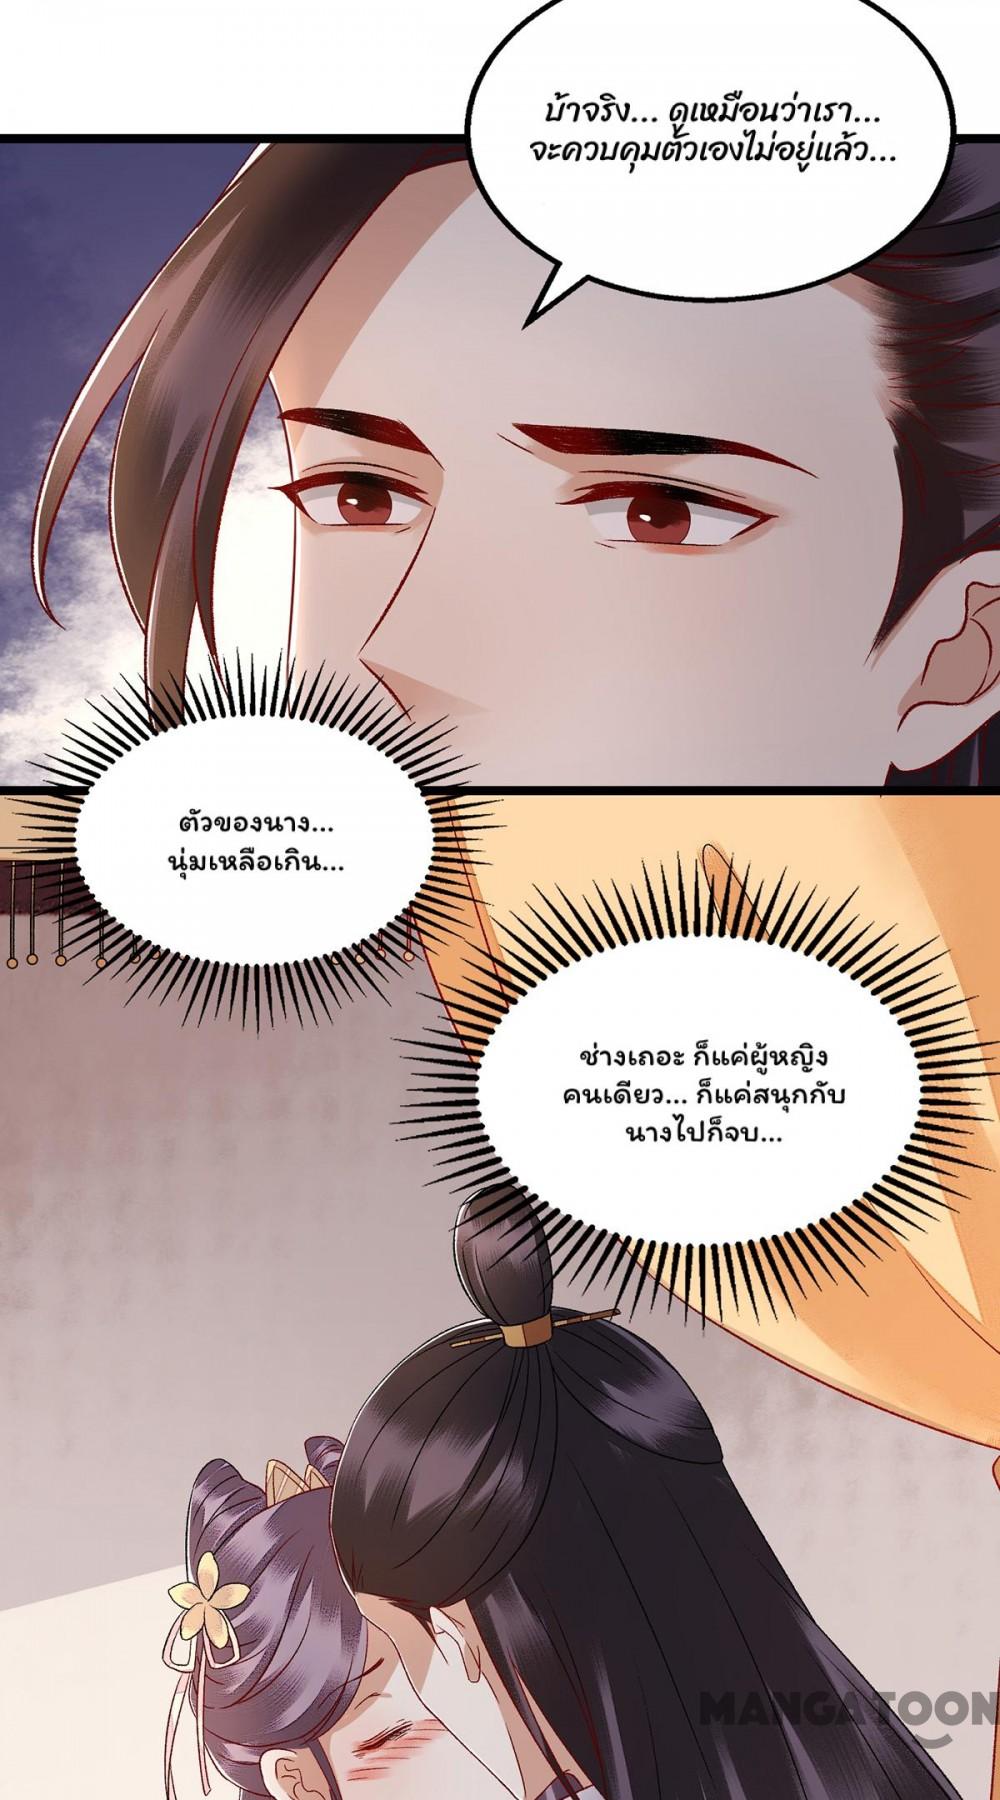 บ้าจริง... ดูเหมือนว่าเรา...
จะควบคุมตัวเองไม่อยู่แล้ว...
ตัวของนาง...
นุ่มเหลือเกิน...
ช่างเถอะ ก็แค่ผู้หญิง
คนเดียว... ก็แค่สนุกกับ
นางไปก็จบ...
MANGATOON